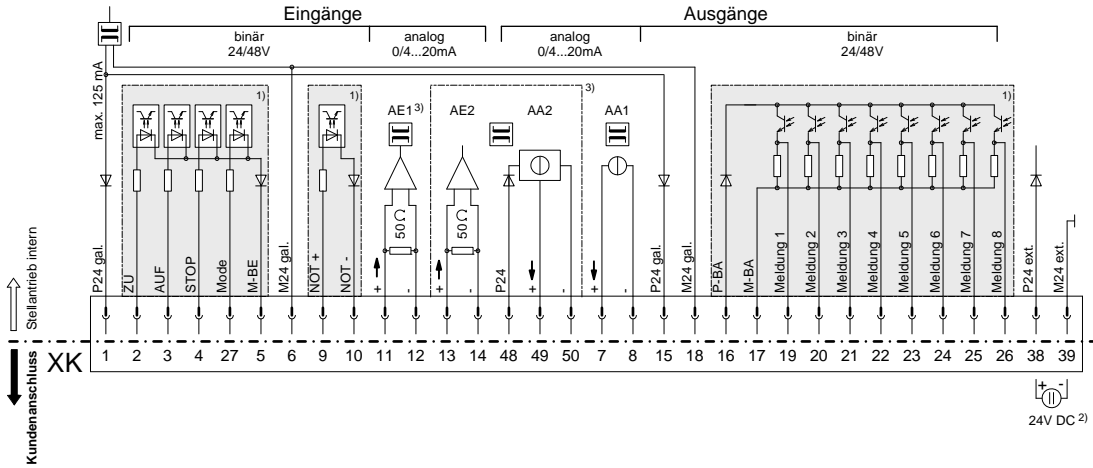 Eingänge Ausgänge
binär analog analog binär
24/48V 0/4...20mA 0/4...20mA 24/48V
max. 125 mA
1) 1) 3) 1)
AE1 3) AE2 AA2 AA1
50Ω 50Ω
+ - + - + - + -
P24 gal. ZU AUF STOP Mode M-BE M24 gal. NOT + NOT - P24 P24 gal. M24 gal. P-BA M-BA Meldung 1 Meldung 2 Meldung 3 Meldung 4 Meldung 5 Meldung 6 Meldung 7 Meldung 8 P24 ext. M24 ext.
Stellantrieb intern
XK 1 2 3 4 27 5 6 9 10 11 12 13 14 48 49 50 7 8 15 18 16 17 19 20 21 22 23 24 25 26 38 39
Kundenanschluss
+ -
24V DC 2)